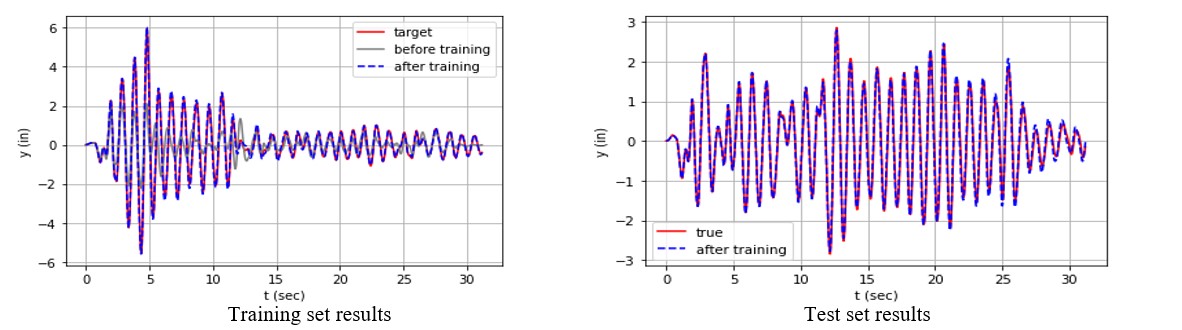 6
4
2
0
−2
−4
−6
y (in)
target
before training
after training
0
5
10
15
20
25
30
t (sec)
Training set results
3
2
1
0
−1
−2
−3
y (in)
true
after training
0
5
10
15
20
25
30
t (sec)
Test set results